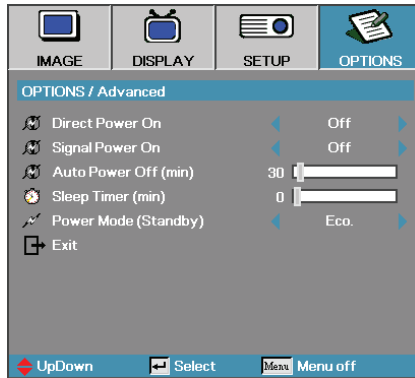 IMAGE DISPLAY SETUP OPTIONS
OPTIONS / Advanced
Direct Power On Off
Signal Power On Off
Auto Power Off (min) 30
Sleep Timer (min) 0
Power Mode (Standby) Eco.
Exit
UpDown Select Menu Menu off